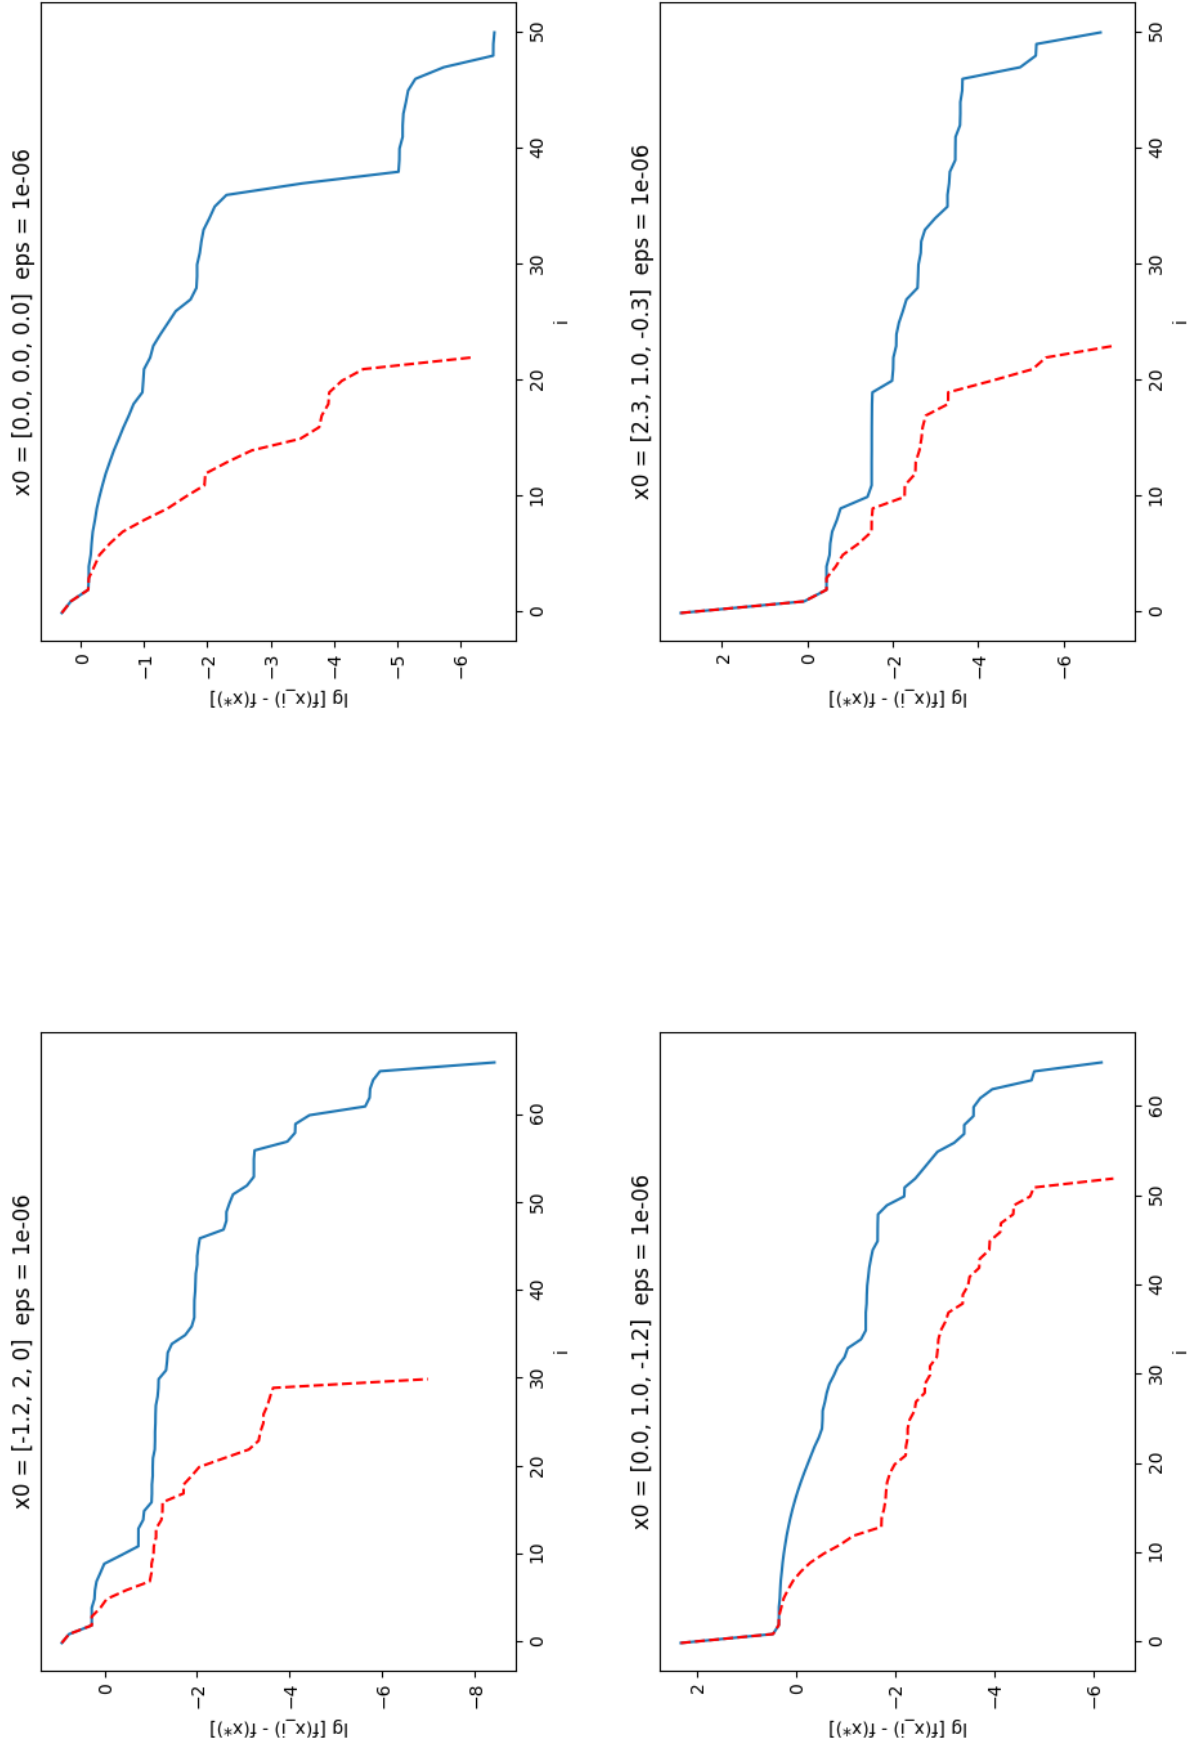 x0 = [-1.2, 2, 0]  eps = 1e-06
lg [ f(x_i) - f(x*)]
0
−2
−4
−6
−8
0 10 20 30 40 50 60
i
x0 = [0.0, 0.0, 0.0]  eps = 1e-06
lg [ f(x_i) - f(x*)]
0
−1
−2
−3
−4
−5
−6
0 10 20 30 40 50
i
x0 = [0.0, 1.0, -1.2]  eps = 1e-06
lg [ f(x_i) - f(x*)]
2
0
−2
−4
−6
0 10 20 30 40 50 60
i
x0 = [2.3, 1.0, -0.3]  eps = 1e-06
lg [ f(x_i) - f(x*)]
2
0
−2
−4
−6
0 10 20 30 40 50
i